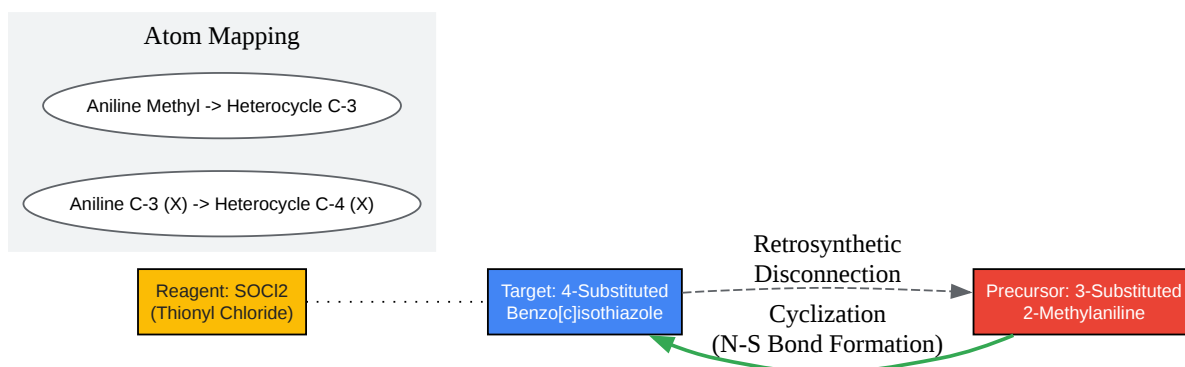 Atom Mapping
Aniline Methyl -> Heterocycle C-3
Aniline C-3 (X) -> Heterocycle C-4 (X)
Reagent: SOCl2
(Thionyl Chloride)
Target: 4-Substituted
Benzo[c]isothiazole
Retrosynthetic
Disconnection
Cyclization
(N-S Bond Formation)
Precursor: 3-Substituted
2-Methylaniline